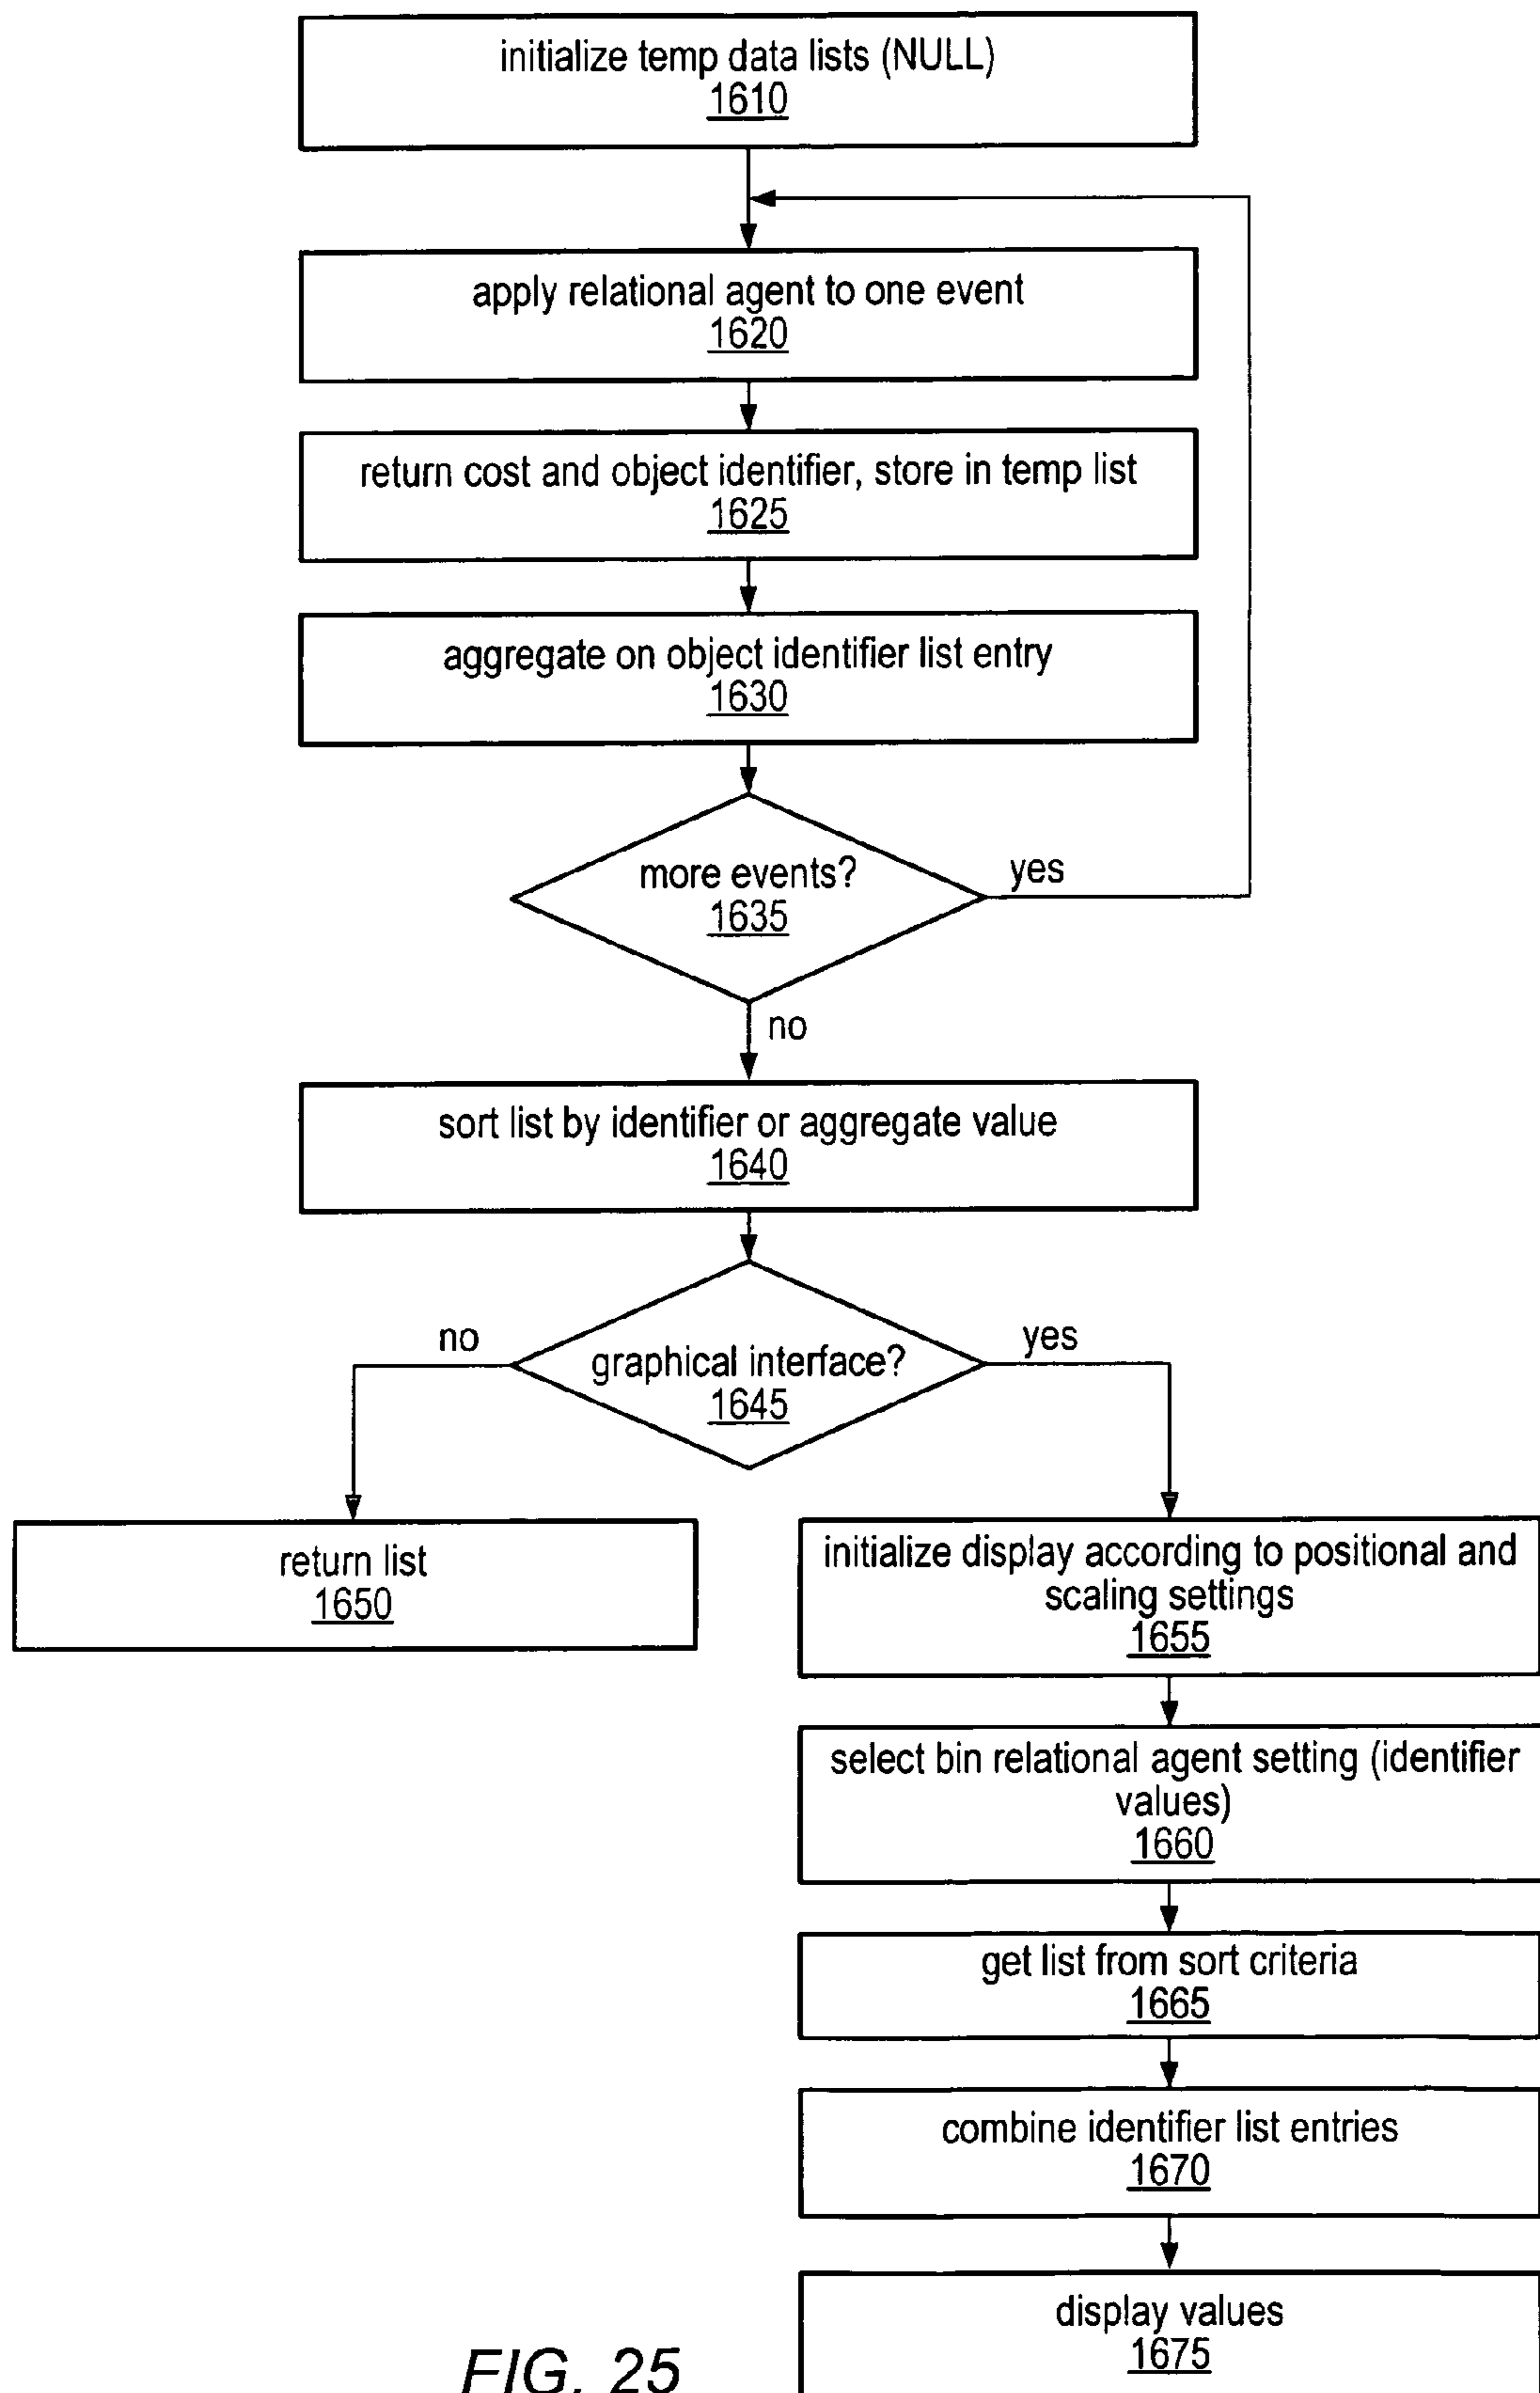 initialize temp data lists (NULL)
1610
apply relational agent to one event
1620
return cost and object identifier, store in temp list
1625
aggregate on object identifier list entry
1630
more events?
1635
yes
no
sort list by identifier or aggregate value
1640
no
graphical interface?
1645
yes
return list
1650
initialize display according to positional and
scaling settings
1655
select bin relational agent setting (identifier
values)
1660
get list from sort criteria
1665
combine identifier list entries
1670
display values
1675
FIG. 25